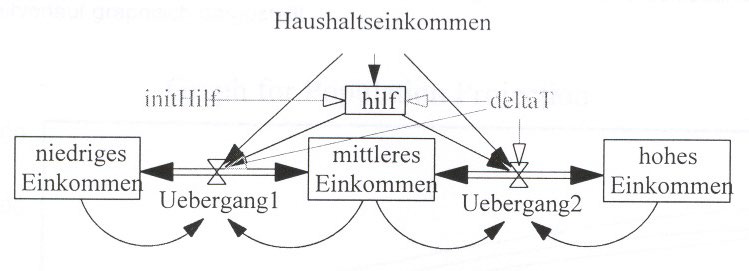 Haushaltseinkommen
initHilf
hilf
deltaT
niedriges
Einkommen
mittleres
Einkommen
hohes
Einkommen
Uebergang1
Uebergang2